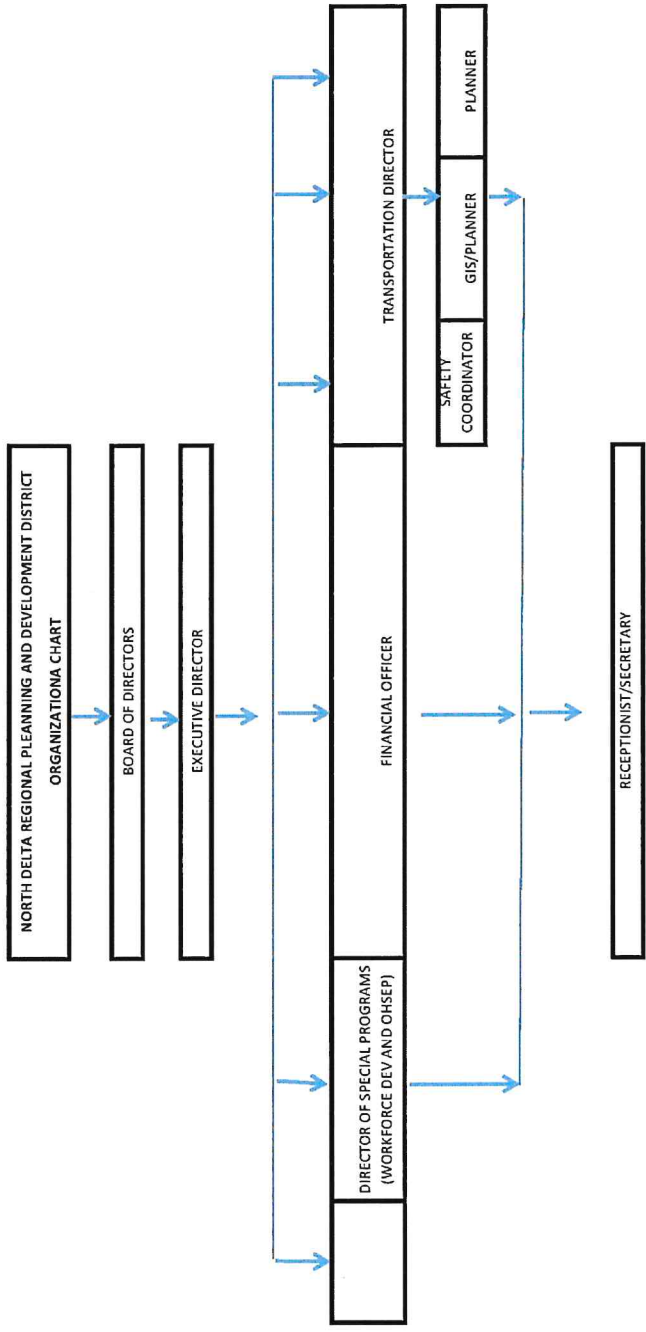 NORTH DELTA REGIONAL PLEANNING AND DEVELOPMENT DISTRICT
ORGANIZATIONA CHART
BOARD OF DIRECTORS
EXECUTIVE DIRECTOR
DIRECTOR OF SPECIAL PROGRAMS
(WORKFORCE DEV AND OHSEP)
FINANCIAL OFFICER
TRANSPORTATION DIRECTOR
SAFETY
COORDINATOR
GIS/PLANNER
PLANNER
RECEPTIONIST/SECRETARY